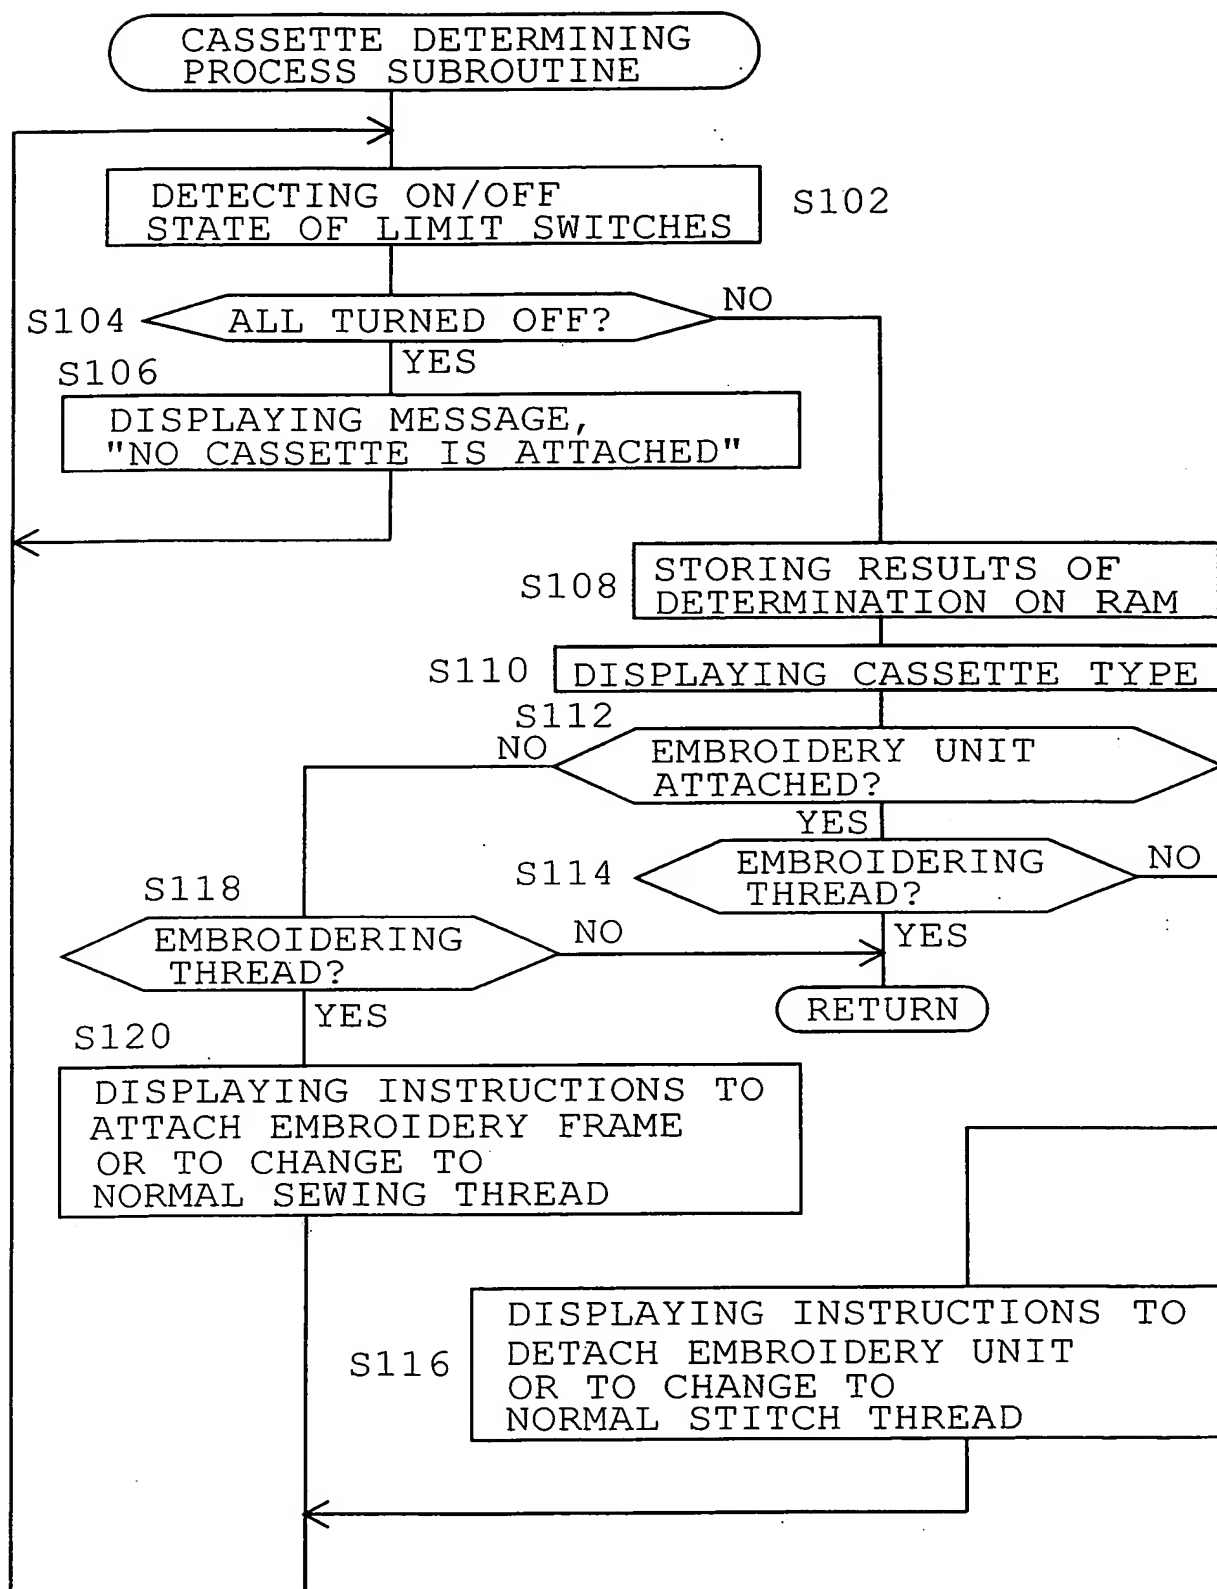 CASSETTE DETERMINING
PROCESS SUBROUTINE
DETECTING ON/OFF
STATE OF LIMIT SWITCHES
S102
S104
ALL TURNED OFF?
NO
YES
S106
DISPLAYING MESSAGE,
"NO CASSETTE IS ATTACHED"
S108
STORING RESULTS OF
DETERMINATION ON RAM
S110
DISPLAYING CASSETTE TYPE
S112
NO
EMBROIDERY UNIT
ATTACHED?
YES
S114
EMBROIDERING
THREAD?
NO
YES
S118
EMBROIDERING
THREAD?
NO
YES
RETURN
S120
DISPLAYING INSTRUCTIONS TO
ATTACH EMBROIDERY FRAME
OR TO CHANGE TO
NORMAL SEWING THREAD
S116
DISPLAYING INSTRUCTIONS TO
DETACH EMBROIDERY UNIT
OR TO CHANGE TO
NORMAL STITCH THREAD